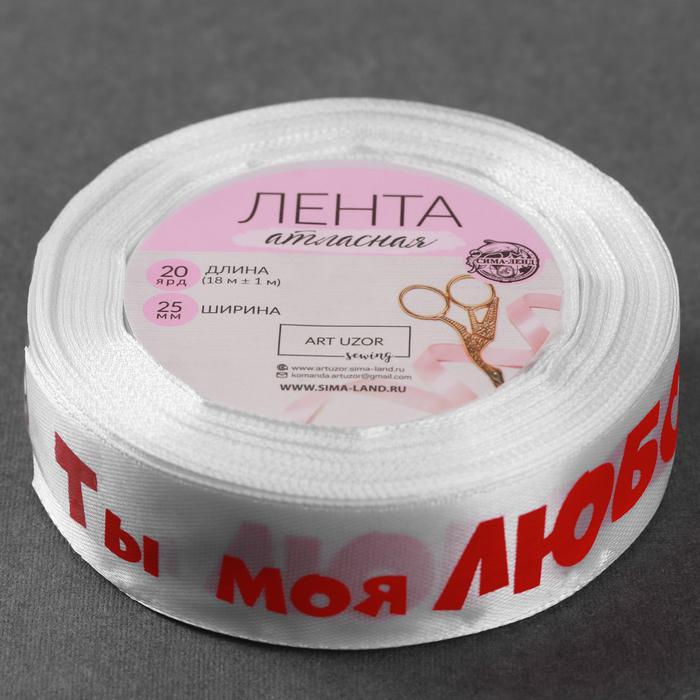 ЛЕНТА
атласная
СИМА-ЛЕНД
20 ЯРД ДЛИНА
(18 м ± 1 м)
25 ММ ШИРИНА
ART UZOR
sewing
www.artuzor.sima-land.ru
komanda.artuzor@gmail.com
WWW.SIMA-LAND.RU
Ты моя ЛЮБО